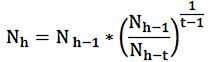 N_h = N_{h-1} * (N_{h-1} / N_{h-t})^{1/(t-1)}